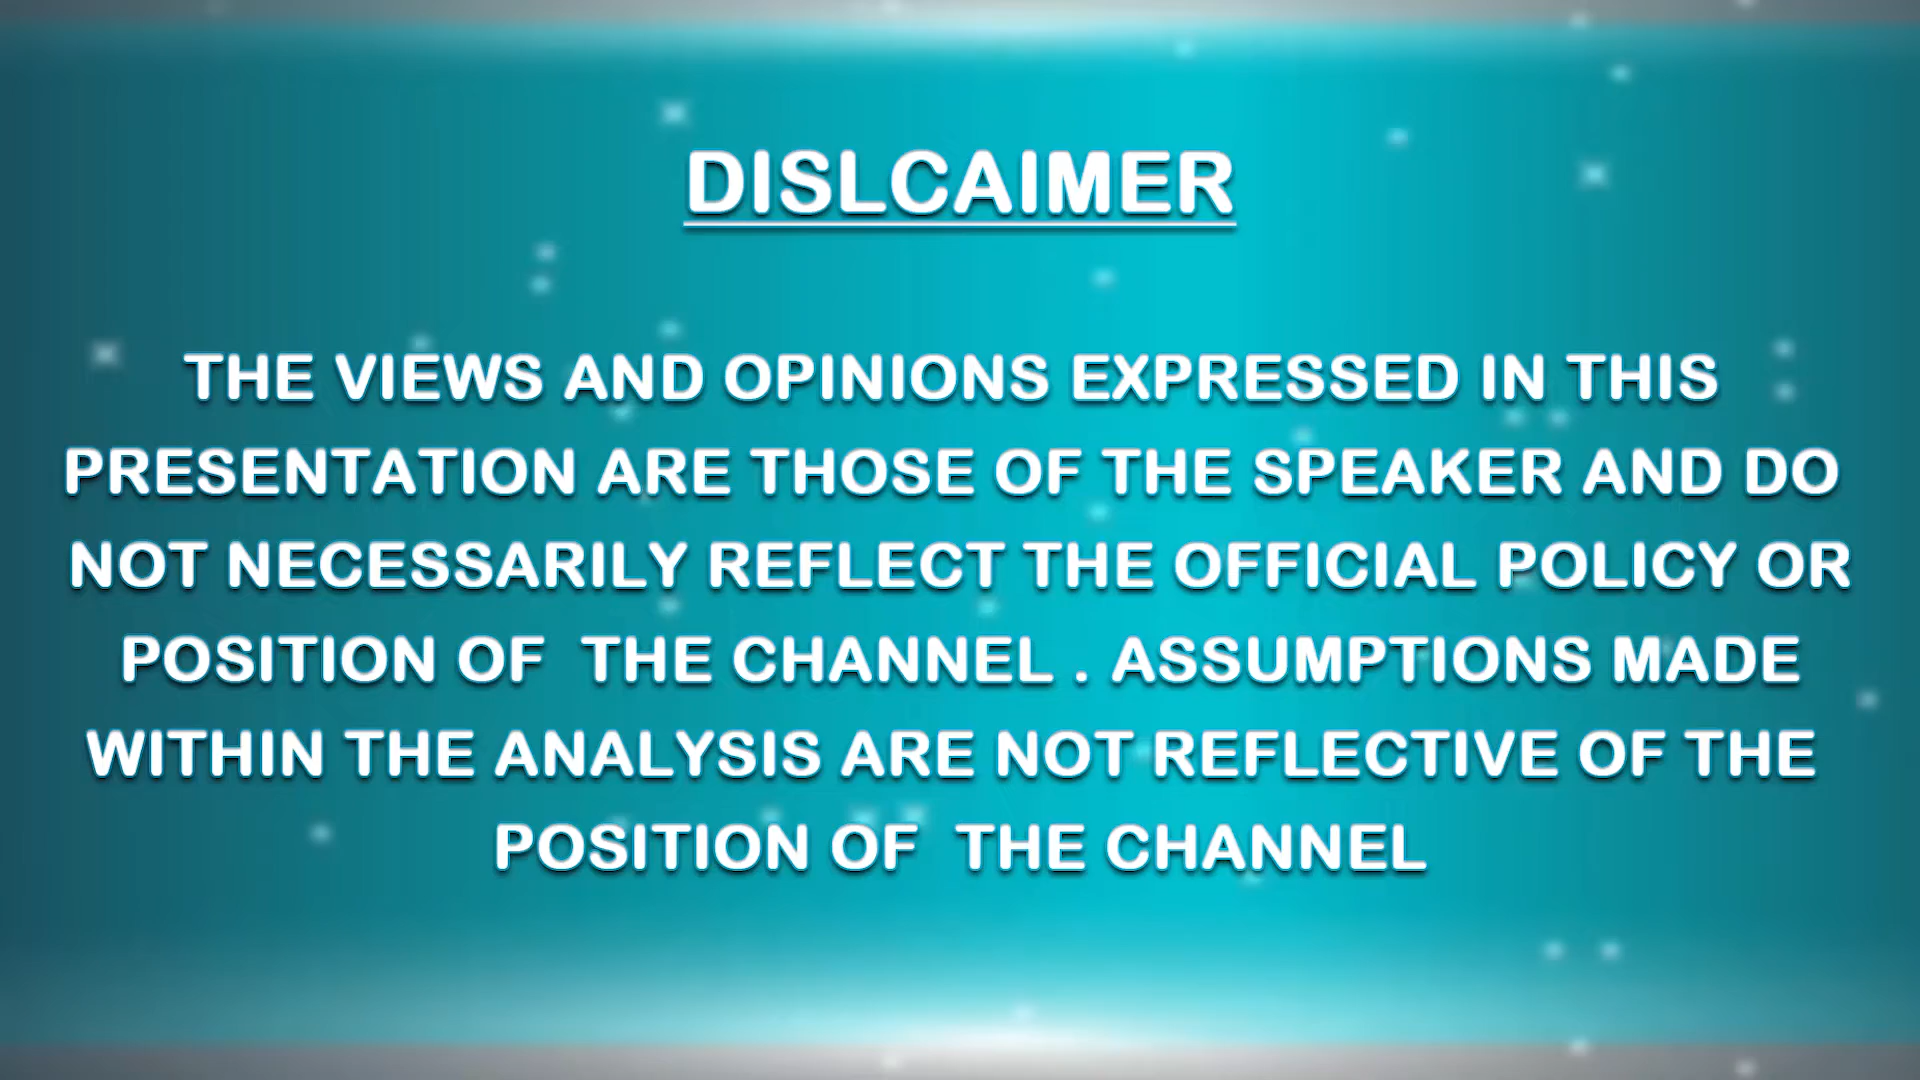 DISLCAIMER
THE VIEWS AND OPINIONS EXPRESSED IN THIS
PRESENTATION ARE THOSE OF THE SPEAKER AND DO
NOT NECESSARILY REFLECT THE OFFICIAL POLICY OR
POSITION OF  THE CHANNEL . ASSUMPTIONS MADE
WITHIN THE ANALYSIS ARE NOT REFLECTIVE OF THE
POSITION OF  THE CHANNEL